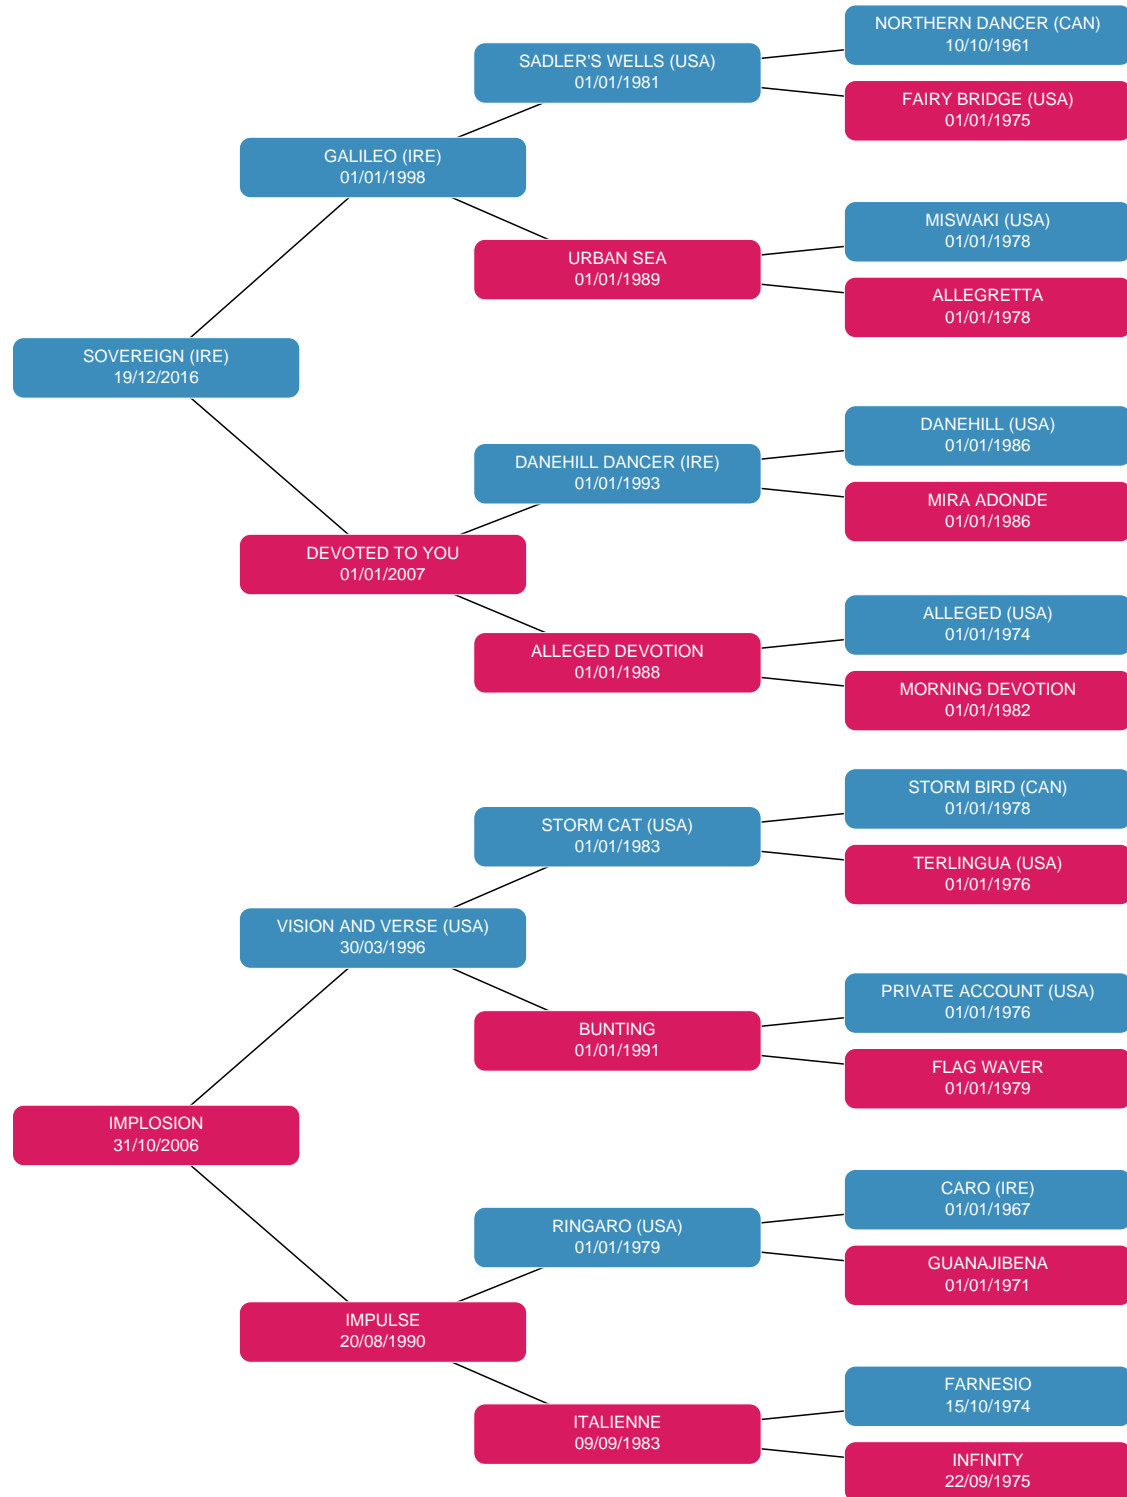 NORTHERN DANCER (CAN)
10/10/1961
SADLER'S WELLS (USA)
01/01/1981
FAIRY BRIDGE (USA)
01/01/1975
GALILEO (IRE)
01/01/1998
MISWAKI (USA)
01/01/1978
URBAN SEA
01/01/1989
ALLEGRETTA
01/01/1978
SOVEREIGN (IRE)
19/12/2016
DANEHILL (USA)
01/01/1986
DANEHILL DANCER (IRE)
01/01/1993
MIRA ADONDE
01/01/1986
DEVOTED TO YOU
01/01/2007
ALLEGED (USA)
01/01/1974
ALLEGED DEVOTION
01/01/1988
MORNING DEVOTION
01/01/1982
STORM BIRD (CAN)
01/01/1978
STORM CAT (USA)
01/01/1983
TERLINGUA (USA)
01/01/1976
VISION AND VERSE (USA)
30/03/1996
PRIVATE ACCOUNT (USA)
01/01/1976
BUNTING
01/01/1991
FLAG WAVER
01/01/1979
IMPLOSION
31/10/2006
CARO (IRE)
01/01/1967
RINGARO (USA)
01/01/1979
GUANAJIBENA
01/01/1971
IMPULSE
20/08/1990
FARNESIO
15/10/1974
ITALIENNE
09/09/1983
INFINITY
22/09/1975